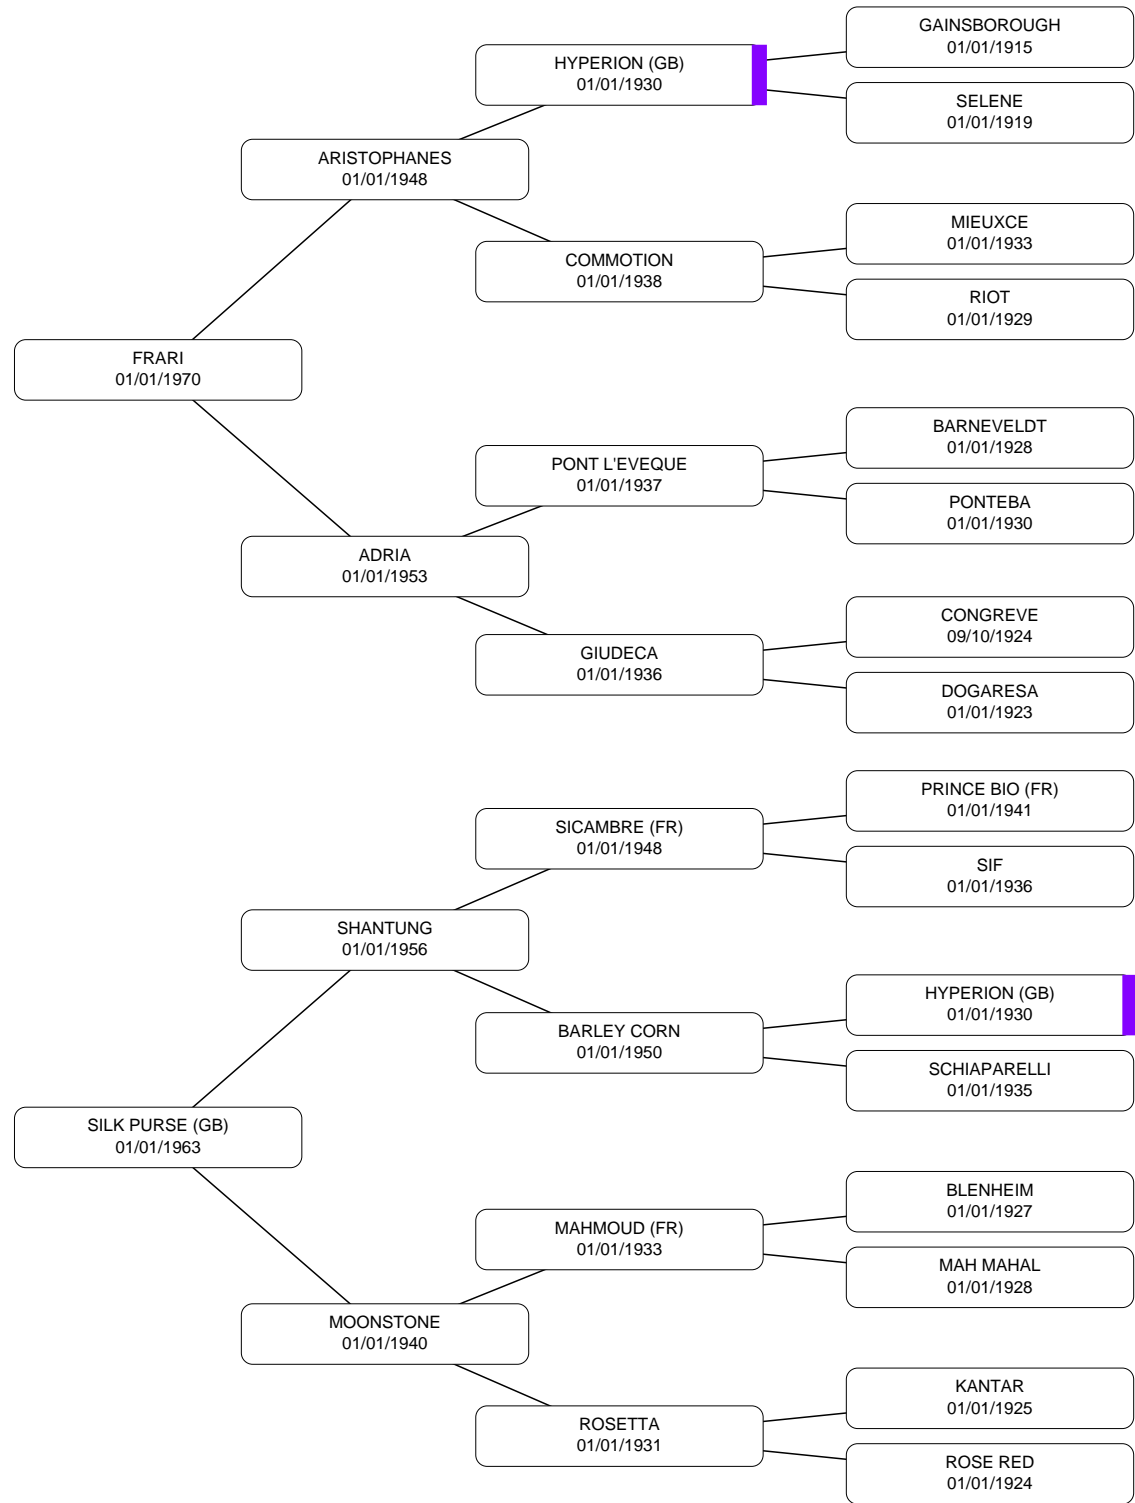 GAINSBOROUGH
01/01/1915
HYPERION (GB)
01/01/1930
SELENE
01/01/1919
ARISTOPHANES
01/01/1948
MIEUXCE
01/01/1933
COMMOTION
01/01/1938
RIOT
01/01/1929
FRARI
01/01/1970
BARNEVELDT
01/01/1928
PONT L'EVEQUE
01/01/1937
PONTEBA
01/01/1930
ADRIA
01/01/1953
CONGREVE
09/10/1924
GIUDECA
01/01/1936
DOGARESA
01/01/1923
PRINCE BIO (FR)
01/01/1941
SICAMBRE (FR)
01/01/1948
SIF
01/01/1936
SHANTUNG
01/01/1956
HYPERION (GB)
01/01/1930
BARLEY CORN
01/01/1950
SCHIAPARELLI
01/01/1935
SILK PURSE (GB)
01/01/1963
BLENHEIM
01/01/1927
MAHMOUD (FR)
01/01/1933
MAH MAHAL
01/01/1928
MOONSTONE
01/01/1940
KANTAR
01/01/1925
ROSETTA
01/01/1931
ROSE RED
01/01/1924